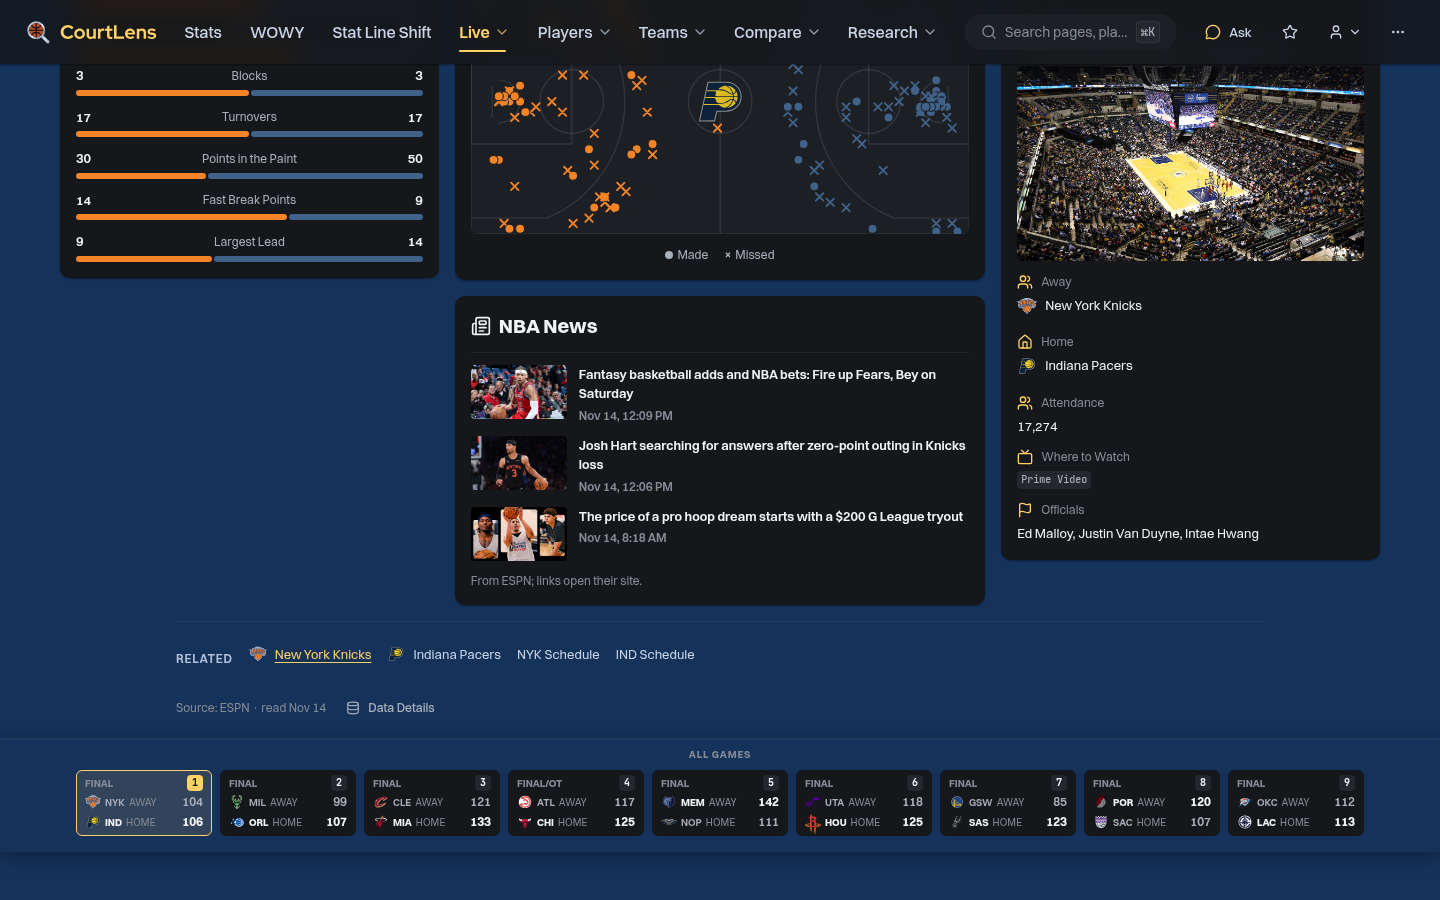 CourtLens
Stats
WOWY
Stat Line Shift
Live
Players
Teams
Compare
Research
Search pages, pla...
⌘K
Ask
3 Blocks 3
17 Turnovers 17
30 Points in the Paint 50
14 Fast Break Points 9
9 Largest Lead 14
Made
Missed
NBA News
Fantasy basketball adds and NBA bets: Fire up Fears, Bey on
Saturday
Nov 14, 12:09 PM
Josh Hart searching for answers after zero-point outing in Knicks
loss
Nov 14, 12:06 PM
The price of a pro hoop dream starts with a $200 G League tryout
Nov 14, 8:18 AM
From ESPN; links open their site.
Away
New York Knicks
Home
Indiana Pacers
Attendance
17,274
Where to Watch
Prime Video
Officials
Ed Malloy, Justin Van Duyne, Intae Hwang
RELATED
New York Knicks
Indiana Pacers
NYK Schedule
IND Schedule
Source: ESPN · read Nov 14
Data Details
ALL GAMES
FINAL 1
NYK AWAY 104
IND HOME 106
FINAL 2
MIL AWAY 99
ORL HOME 107
FINAL 3
CLE AWAY 121
MIA HOME 133
FINAL/OT 4
ATL AWAY 117
CHI HOME 125
FINAL 5
MEM AWAY 142
NOP HOME 111
FINAL 6
UTA AWAY 118
HOU HOME 125
FINAL 7
GSW AWAY 85
SAS HOME 123
FINAL 8
POR AWAY 120
SAC HOME 107
FINAL 9
OKC AWAY 112
LAC HOME 113